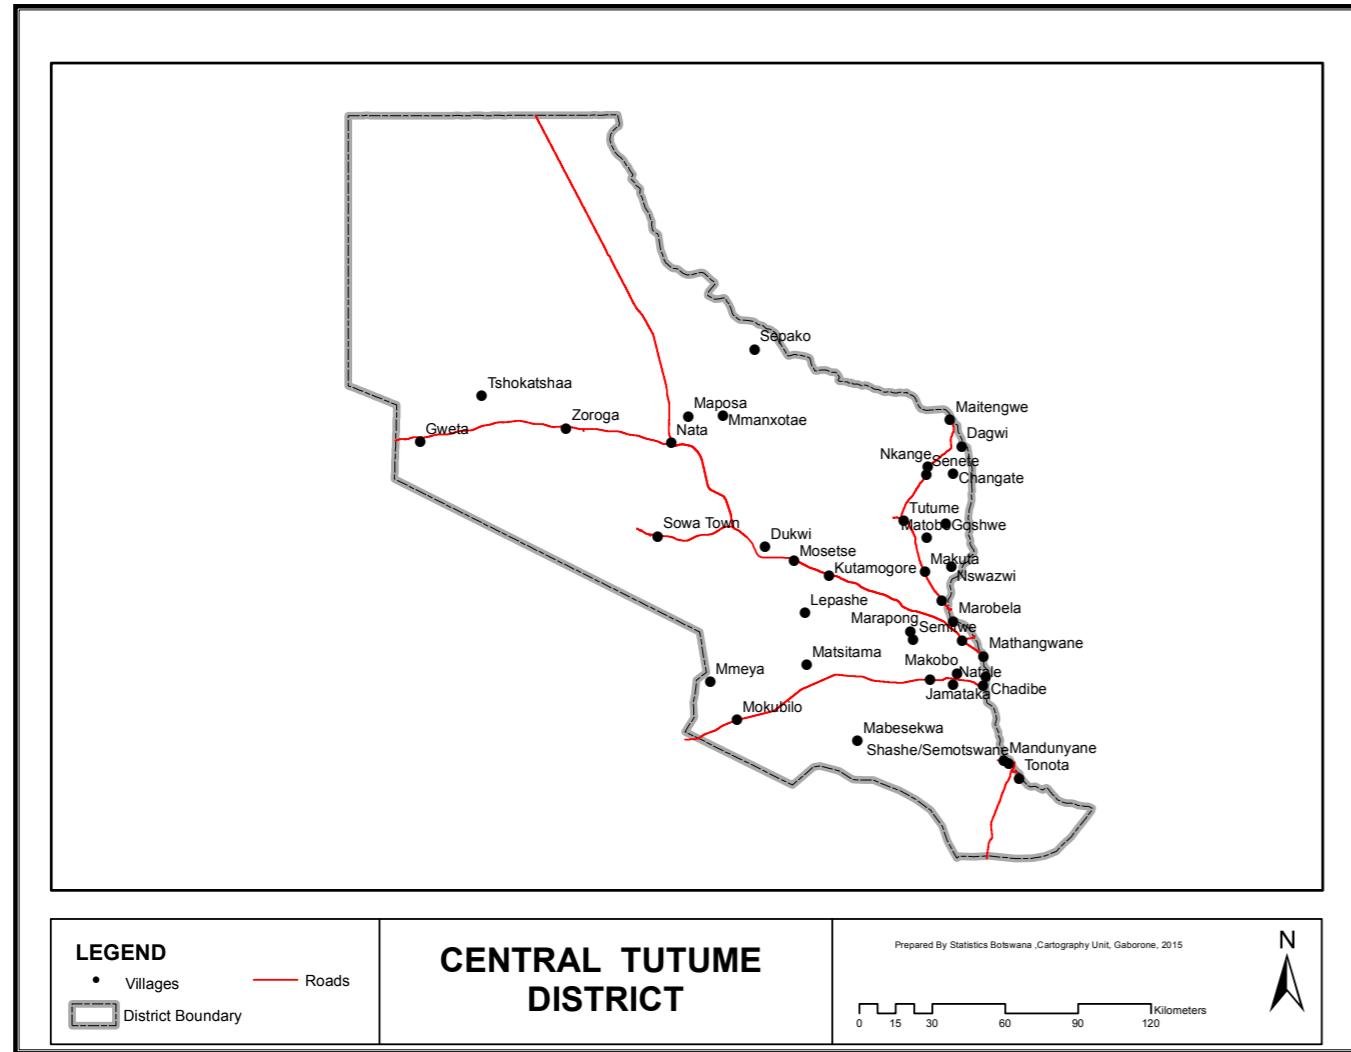 Sepako
Tshokatshaa
Maposa
Mmanxotae
Zoroga
Gweta
Nata
Maitengwe
Dagwi
Nkange
Senete
Changate
Tutume
Matobo
Goshwe
Sowa Town
Dukwi
Mosetse
Kutamogore
Makuta
Nswazwi
Lepashe
Marobela
Marapong
Semitwe
Mathangwane
Matsitama
Makobo
Natale
Mmeya
Jamataka
Chadibe
Mokubilo
Mabesekwa
Shashe/Semotswane
Mandunyane
Tonota
LEGEND
Villages
Roads
District Boundary
CENTRAL TUTUME
DISTRICT
Prepared By Statistics Botswana ,Cartography Unit, Gaborone, 2015
N
Kilometers
0 15 30 60 90 120